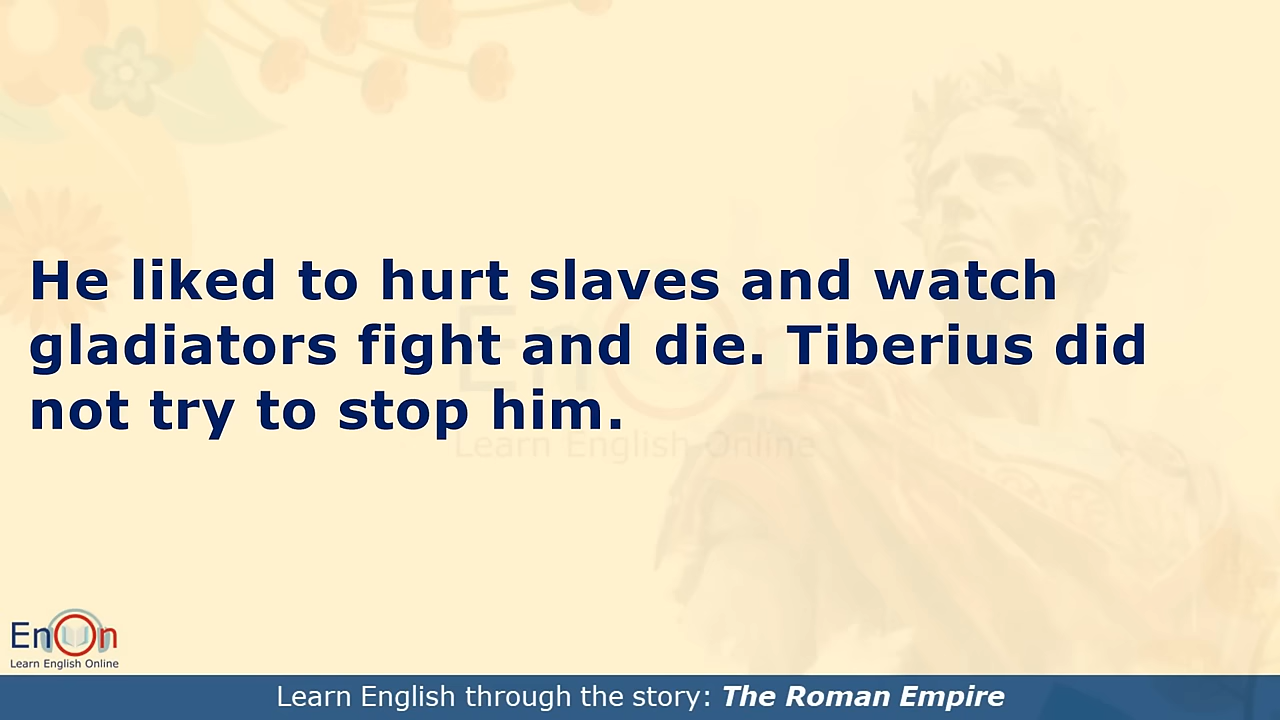 He liked to hurt slaves and watch
gladiators fight and die. Tiberius did
not try to stop him.
EnOn
Learn English Online
EnOn
Learn English Online
Learn English through the story: The Roman Empire